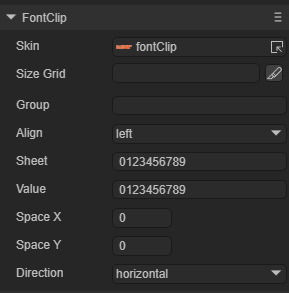 FontClip
Skin fontClip
Size Grid
Group
Align left
Sheet 0123456789
Value 0123456789
Space X 0
Space Y 0
Direction horizontal